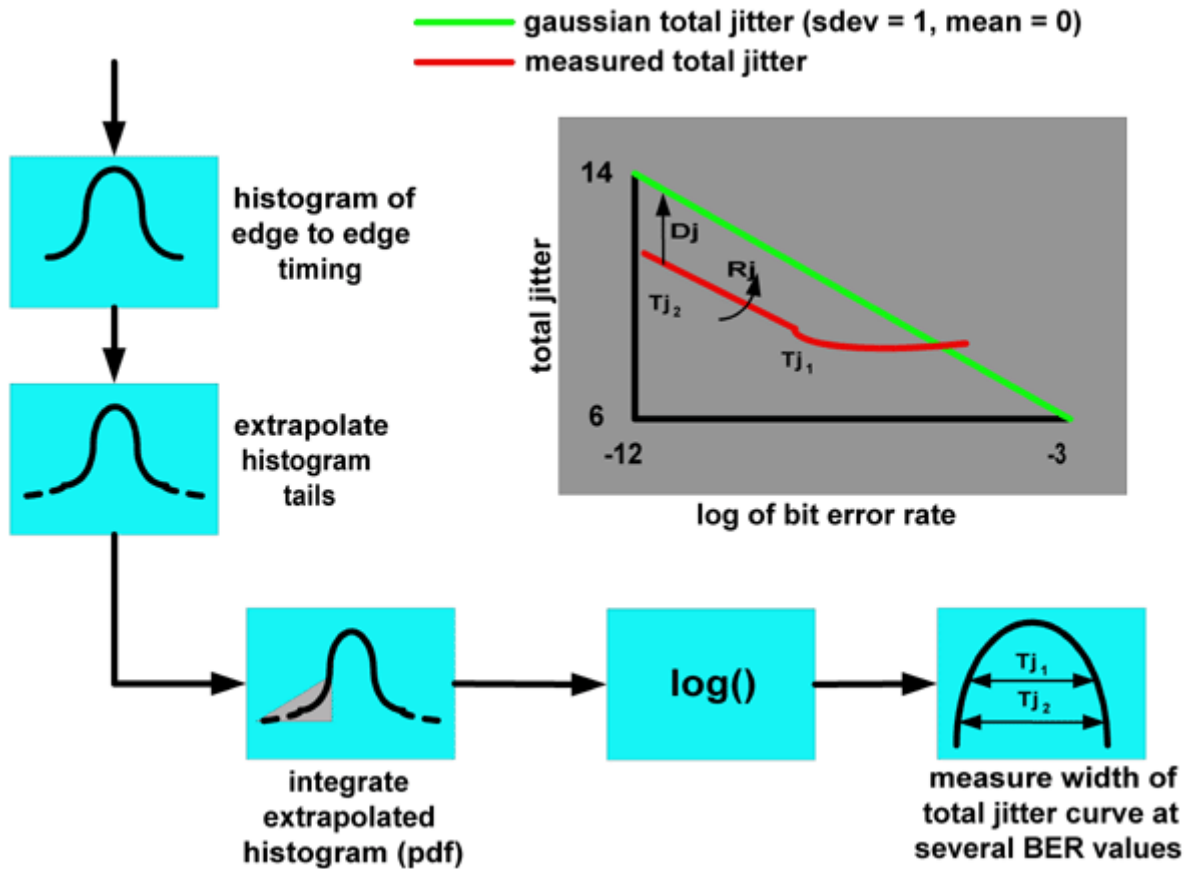 gaussian total jitter (sdev = 1, mean = 0)
measured total jitter
histogram of
edge to edge
timing
extrapolate
histogram
tails
14
total jitter
6
Dj
Rj
Tj₂
Tj₁
-12
-3
log of bit error rate
integrate
extrapolated
histogram (pdf)
log()
Tj₁
Tj₂
measure width of
total jitter curve at
several BER values